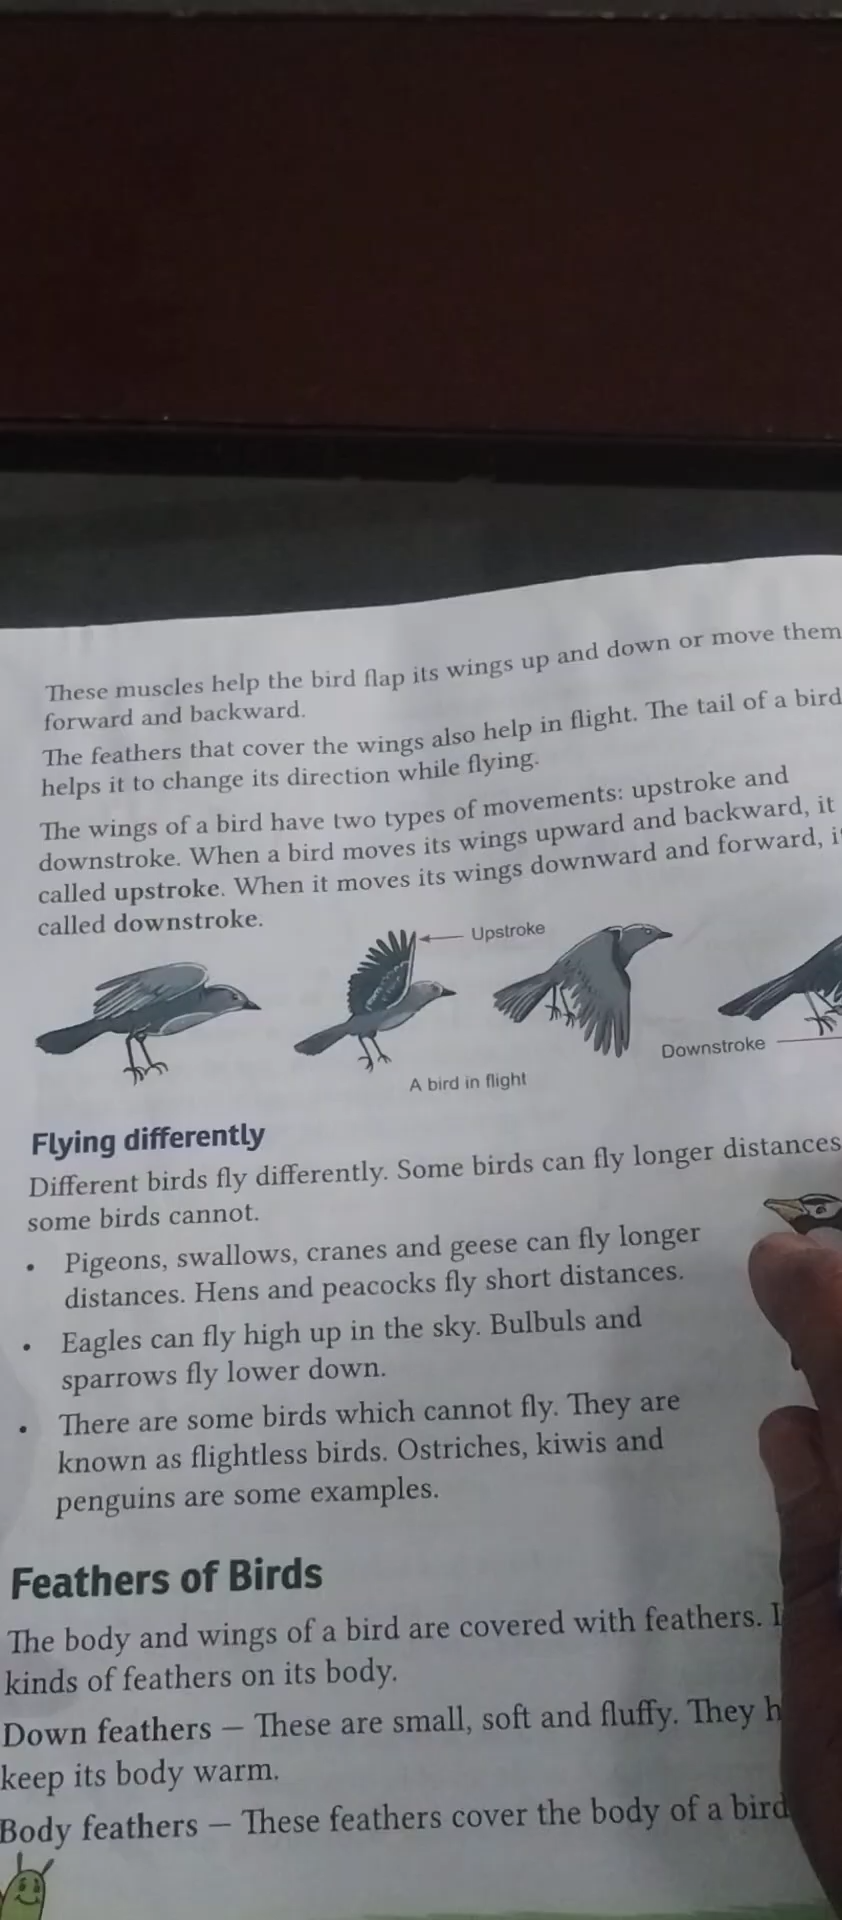 These muscles help the bird flap its wings up and down or move them
forward and backward.
The feathers that cover the wings also help in flight. The tail of a bird
helps it to change its direction while flying.
The wings of a bird have two types of movements: upstroke and
downstroke. When a bird moves its wings upward and backward, it
called upstroke. When it moves its wings downward and forward,
called downstroke.
Upstroke
Downstroke
A bird in flight
Flying differently
Different birds fly differently. Some birds can fly longer distances
some birds cannot.
• Pigeons, swallows, cranes and geese can fly longer
distances. Hens and peacocks fly short distances.
• Eagles can fly high up in the sky. Bulbuls and
sparrows fly lower down.
• There are some birds which cannot fly. They are
known as flightless birds. Ostriches, kiwis and
penguins are some examples.
Feathers of Birds
The body and wings of a bird are covered with feathers.
kinds of feathers on its body.
Down feathers – These are small, soft and fluffy. They
keep its body warm.
Body feathers – These feathers cover the body of a bird